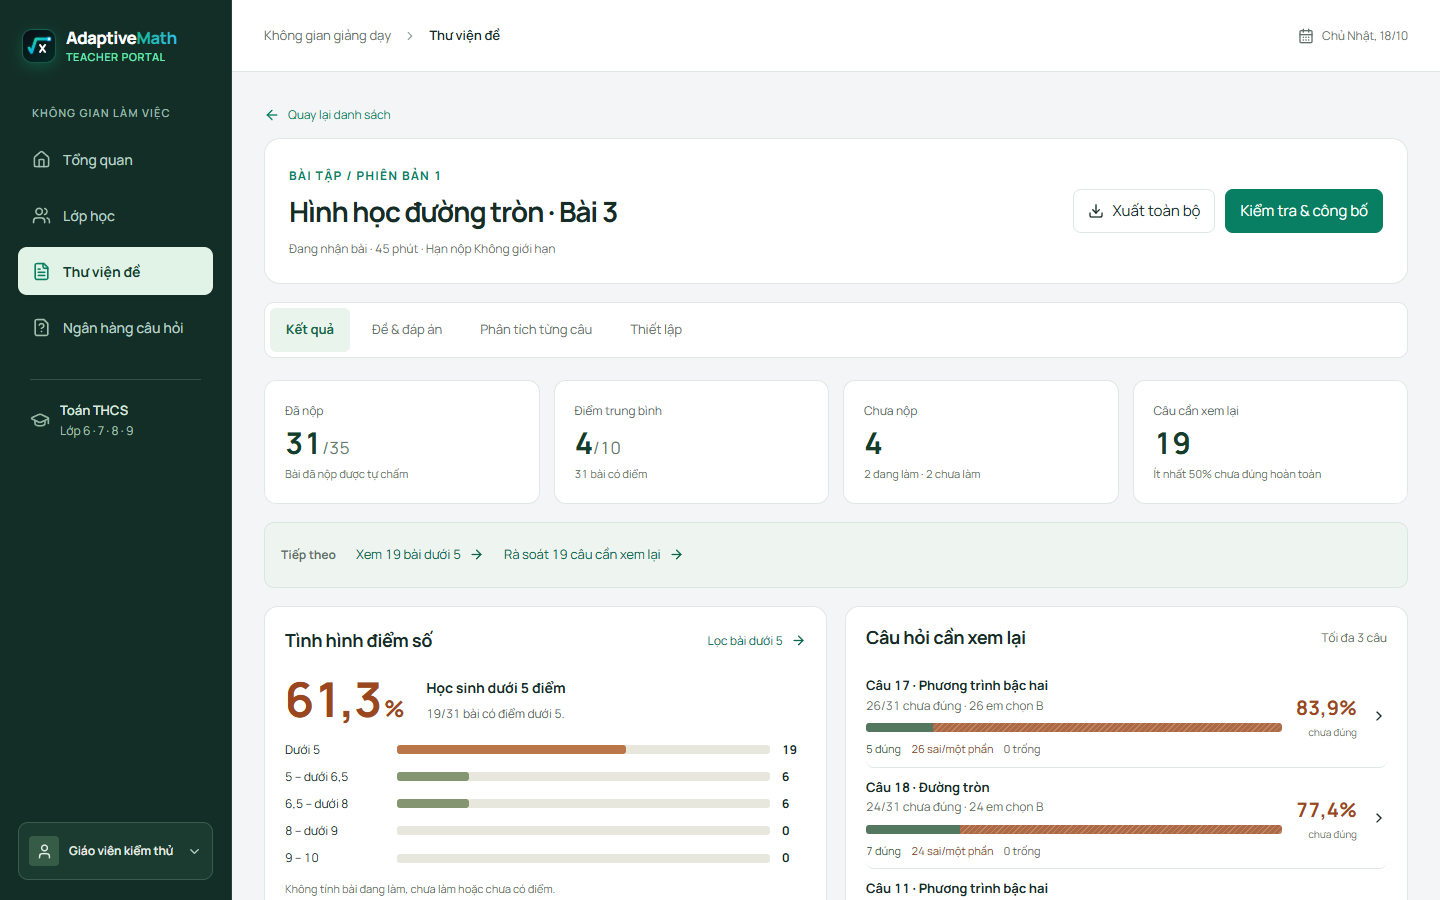 AdaptiveMath
TEACHER PORTAL
KHÔNG GIAN LÀM VIỆC
Tổng quan
Lớp học
Thư viện đề
Ngân hàng câu hỏi
Toán THCS
Lớp 6 · 7 · 8 · 9
Giáo viên kiểm thử
Không gian giảng dạy > Thư viện đề
Chủ Nhật, 18/10
Quay lại danh sách
BÀI TẬP / PHIÊN BẢN 1
Hình học đường tròn · Bài 3
Đang nhận bài · 45 phút · Hạn nộp Không giới hạn
Xuất toàn bộ
Kiểm tra & công bố
Kết quả
Đề & đáp án
Phân tích từng câu
Thiết lập
Đã nộp
31/35
Bài đã nộp được tự chấm
Điểm trung bình
4/10
31 bài có điểm
Chưa nộp
4
2 đang làm · 2 chưa làm
Câu cần xem lại
19
Ít nhất 50% chưa đúng hoàn toàn
Tiếp theo
Xem 19 bài dưới 5 →
Rà soát 19 câu cần xem lại →
Tình hình điểm số
Lọc bài dưới 5 →
61,3%
Học sinh dưới 5 điểm
19/31 bài có điểm dưới 5.
Dưới 5 19
5 – dưới 6,5 6
6,5 – dưới 8 6
8 – dưới 9 0
9 – 10 0
Không tính bài đang làm, chưa làm hoặc chưa có điểm.
Câu hỏi cần xem lại
Tối đa 3 câu
Câu 17 · Phương trình bậc hai
26/31 chưa đúng · 26 em chọn B
83,9%
chưa đúng
5 đúng 26 sai/một phần 0 trống
Câu 18 · Đường tròn
24/31 chưa đúng · 24 em chọn B
77,4%
chưa đúng
7 đúng 24 sai/một phần 0 trống
Câu 11 · Phương trình bậc hai